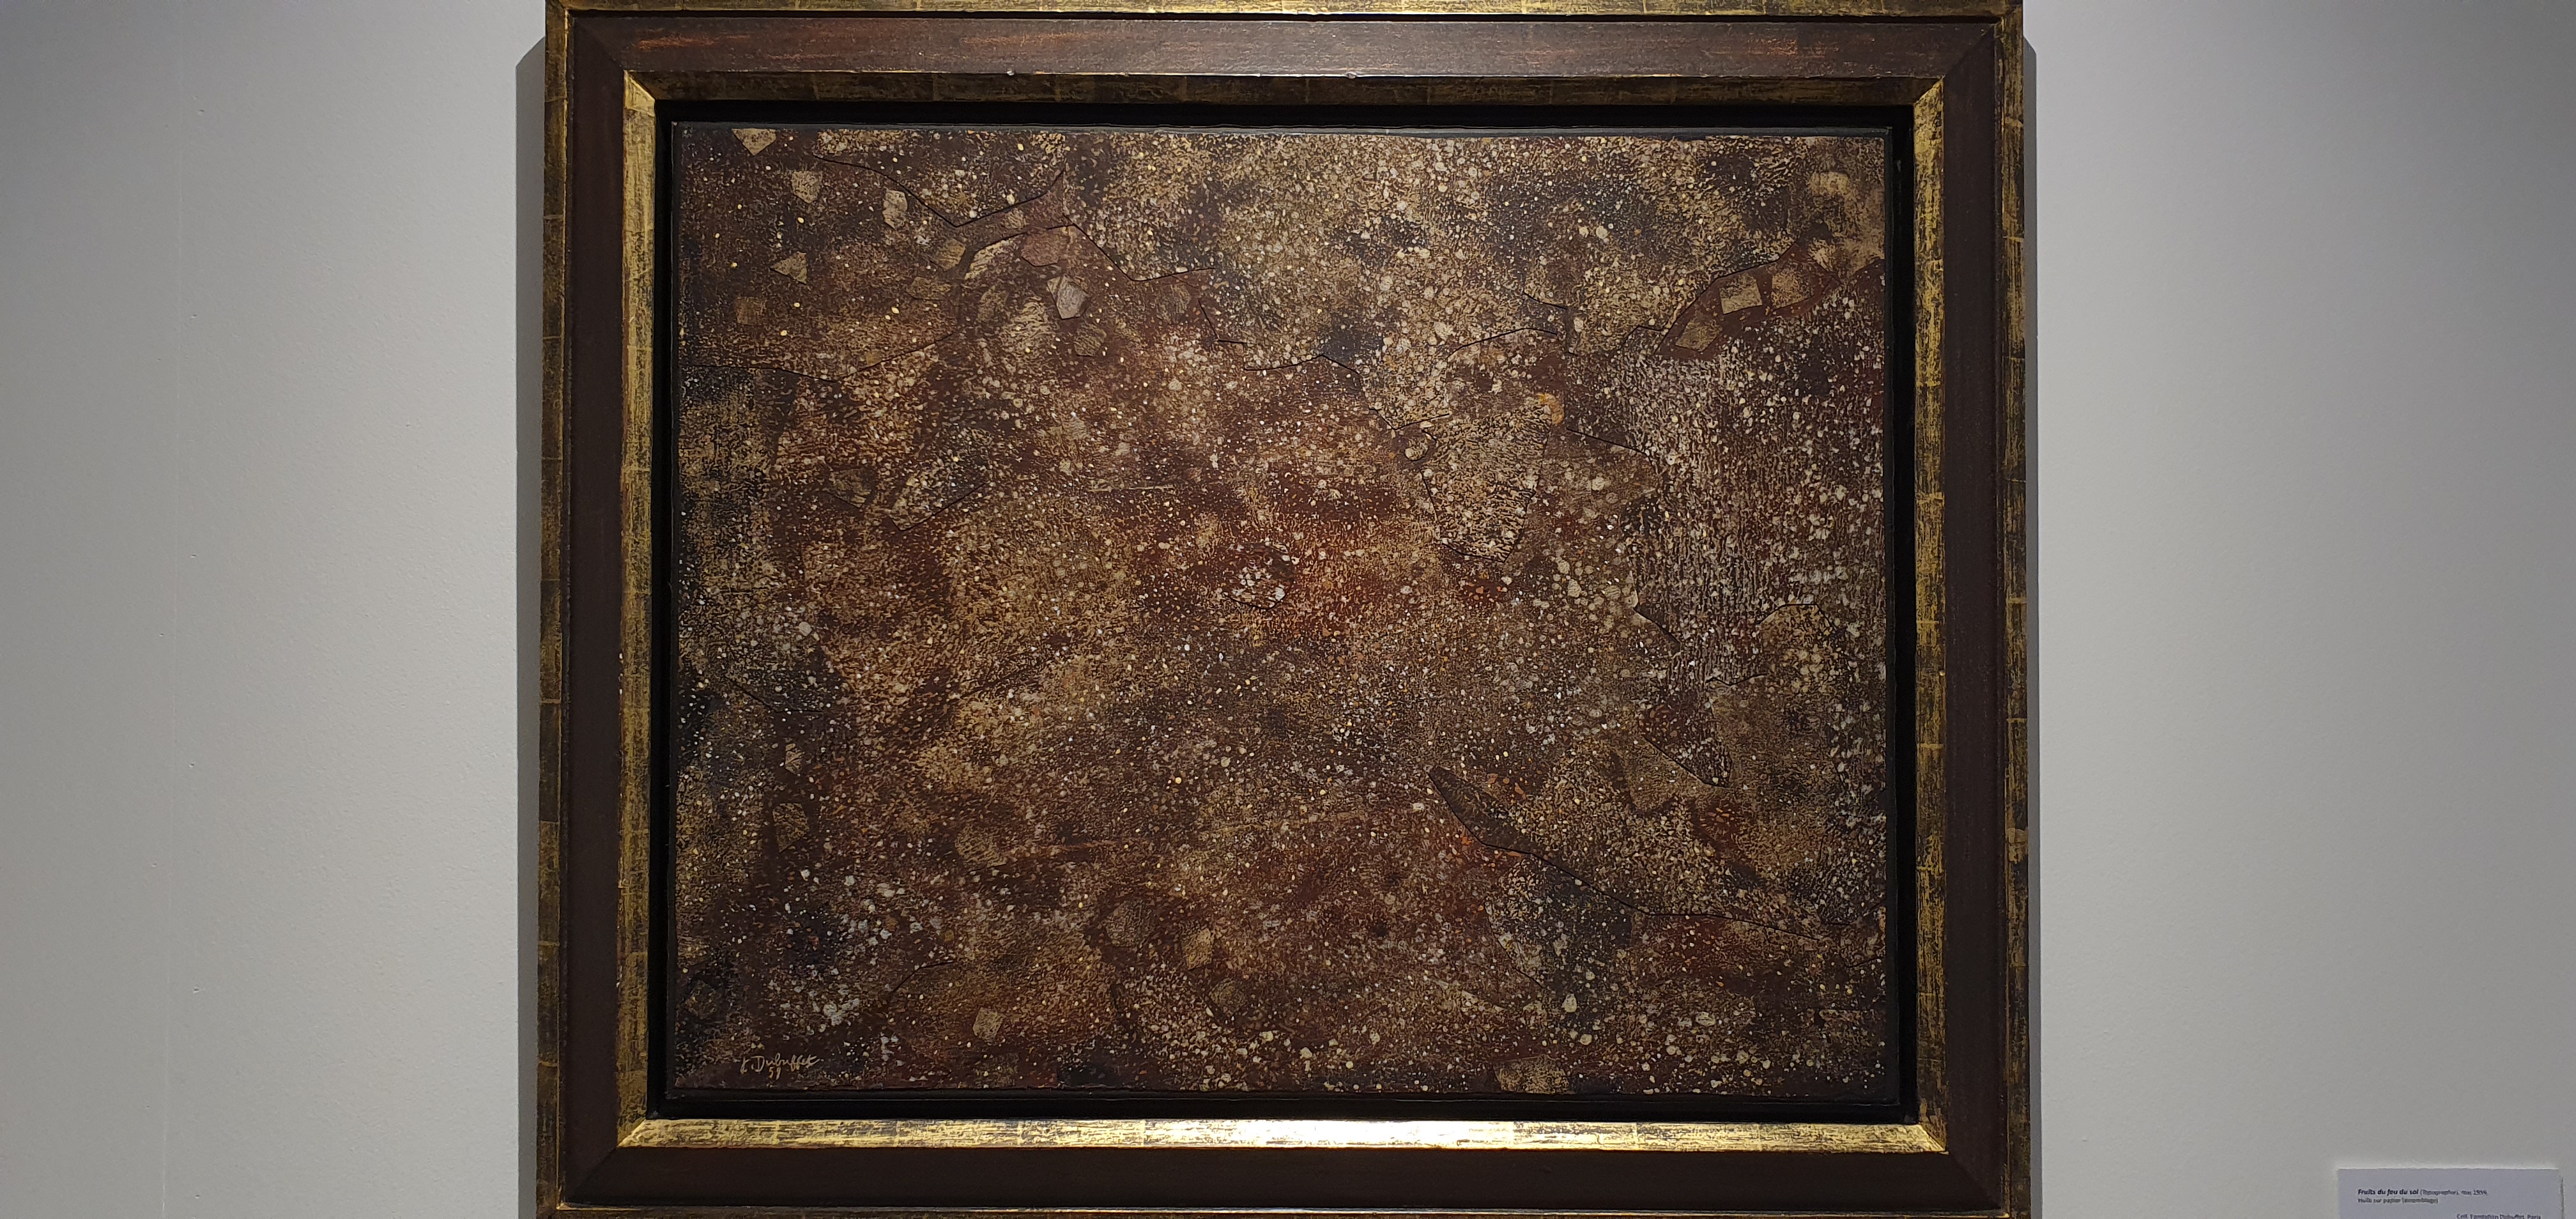 J. Dubuffet
59
Fruits du feu du sol (Topographie), mai 1959,
Huile sur papier (assemblage)
Coll. Fondation Dubuffet, Paris